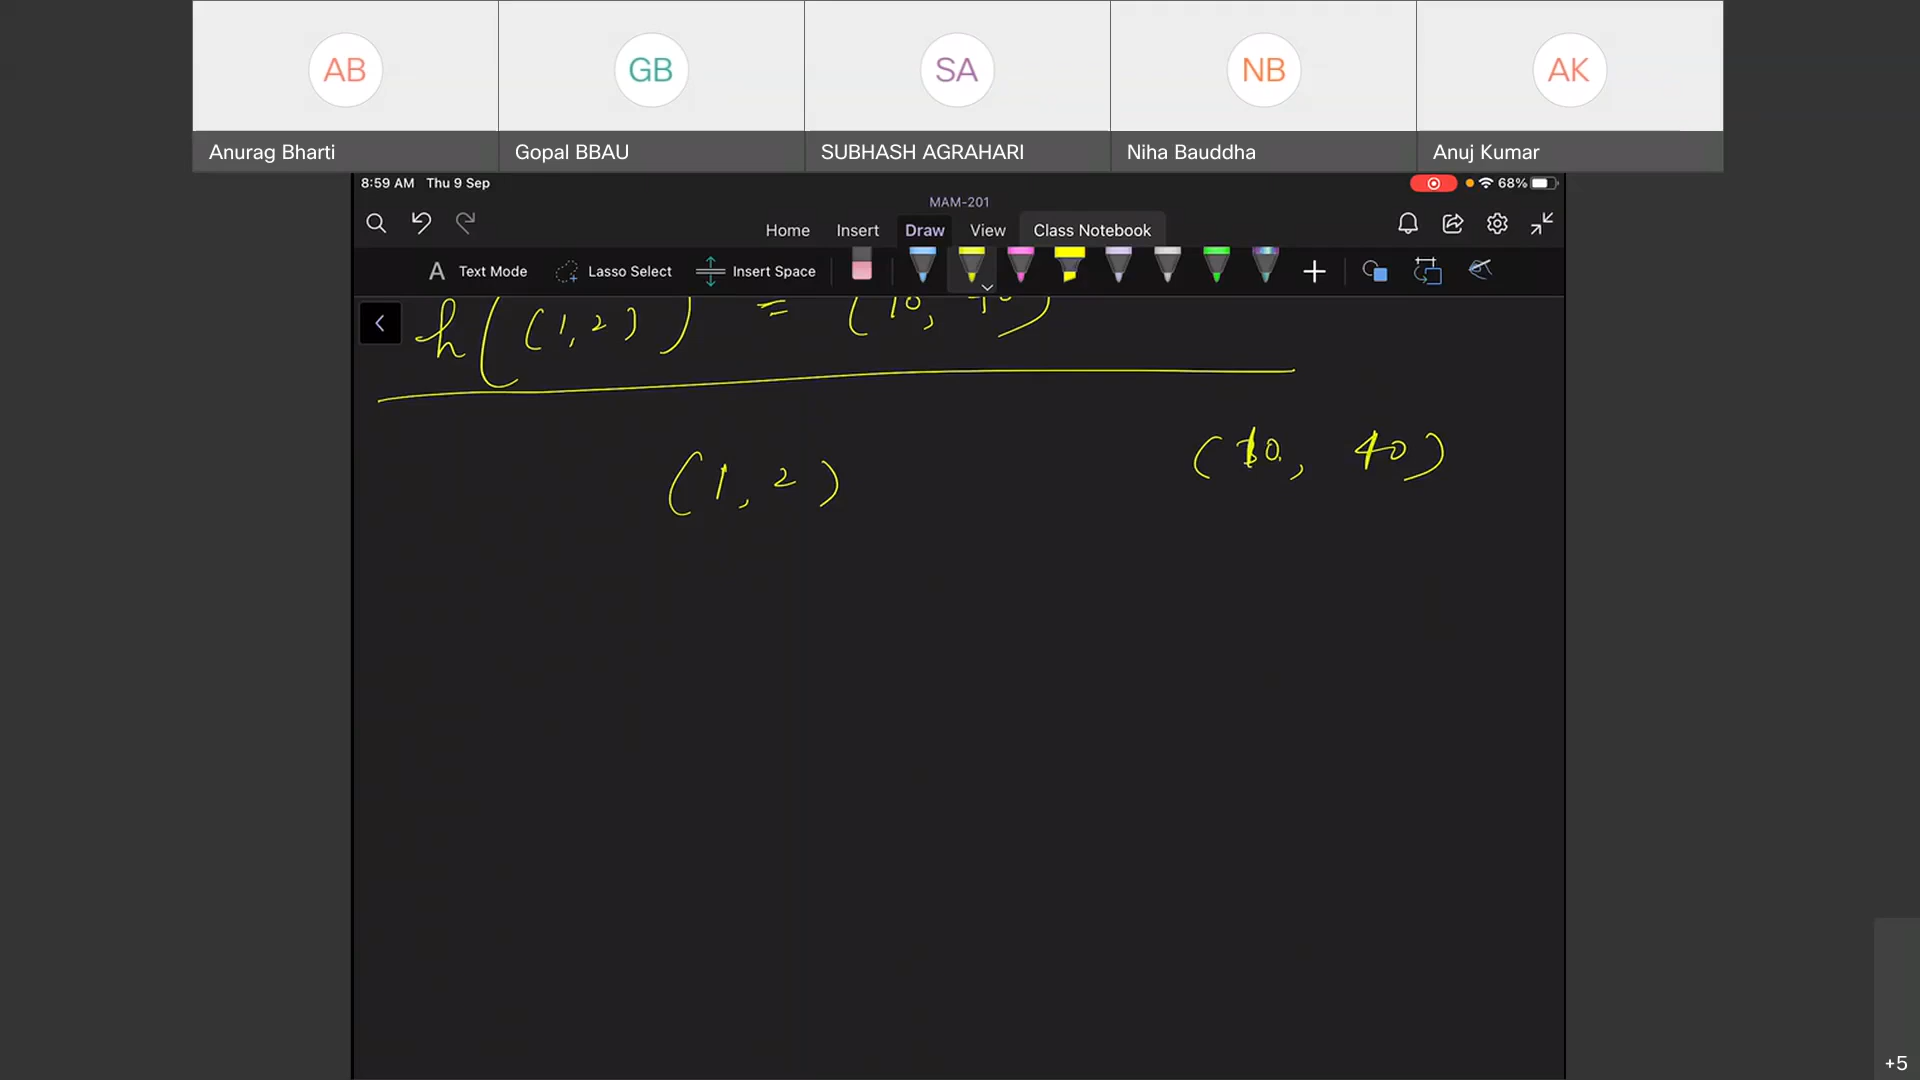 AB GB SA NB AK
Anurag Bharti Gopal BBAU SUBHASH AGRAHARI Niha Bauddha Anuj Kumar
8:59 AM Thu 9 Sep 68%
MAM-201
Home Insert Draw View Class Notebook
A Text Mode Lasso Select Insert Space
h((1,2)) = (10, 40)
(1, 2) (10, 40)
+5